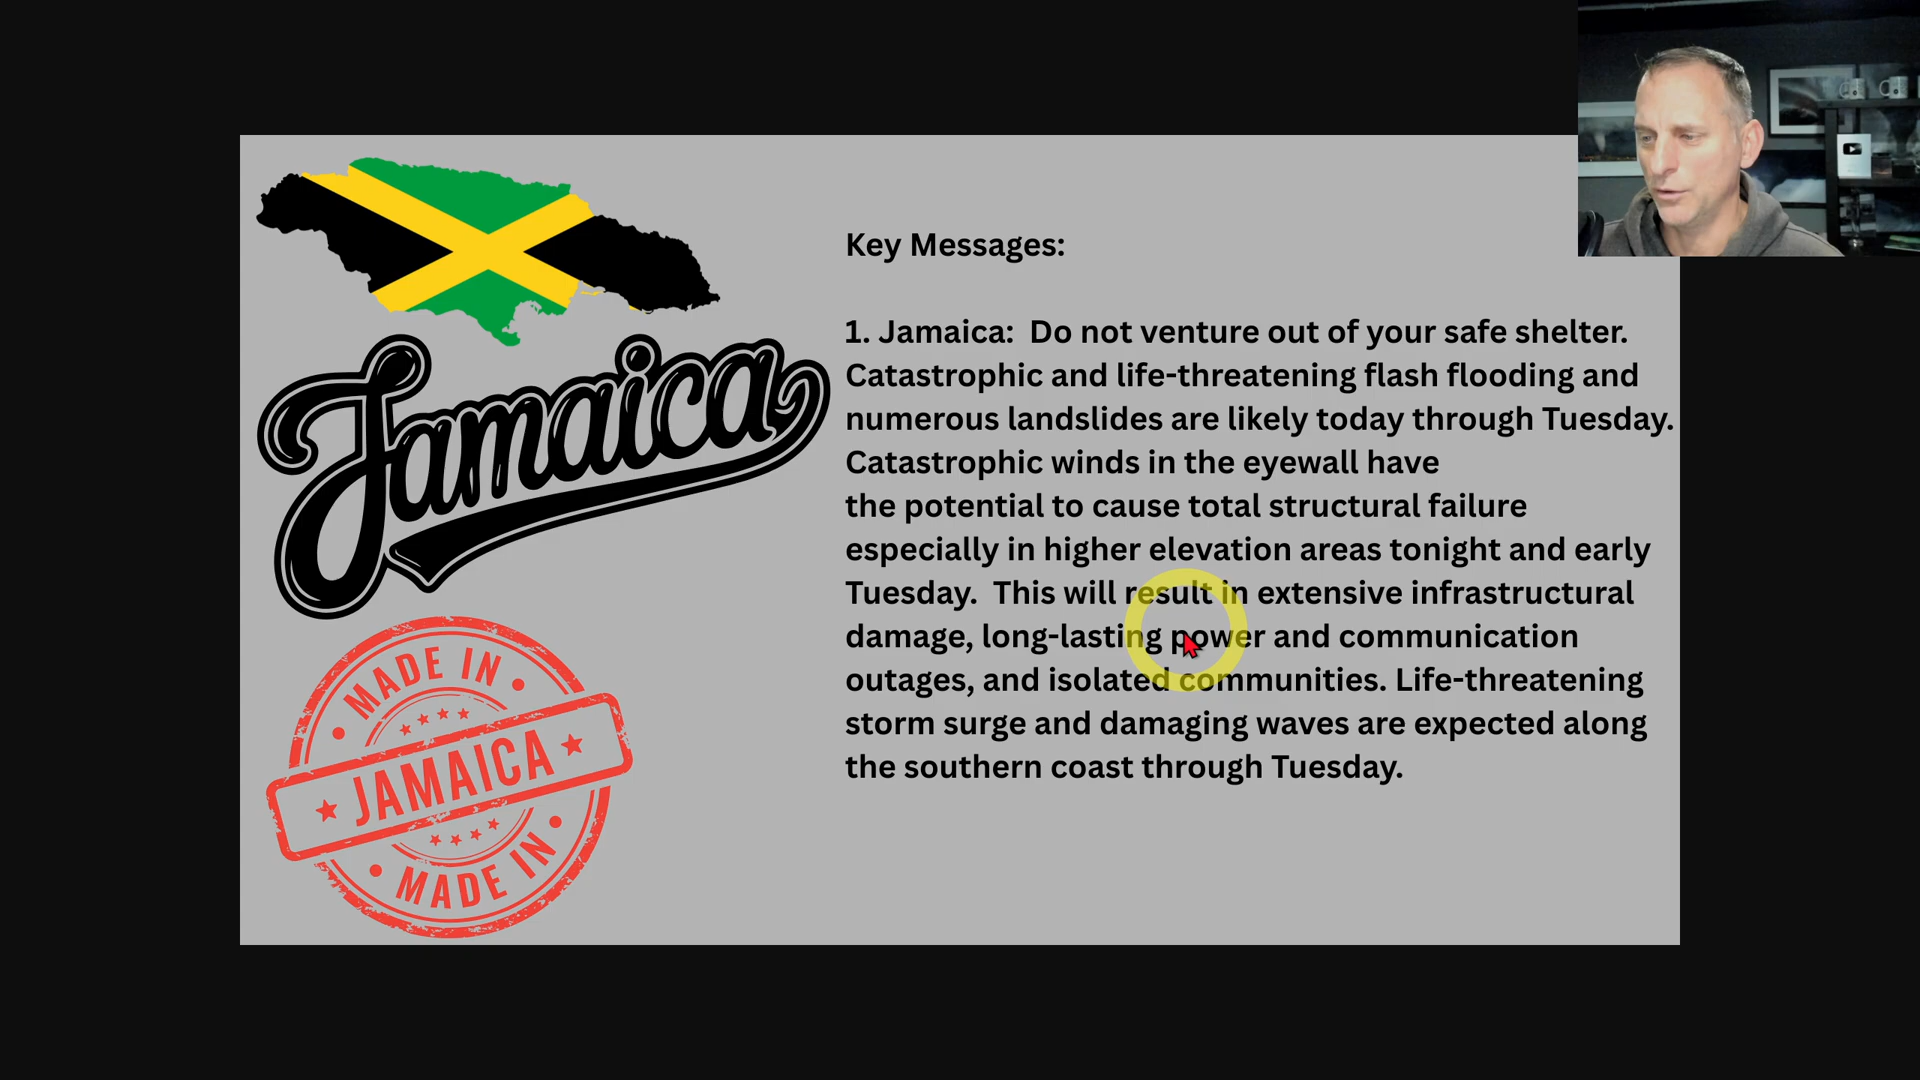 Jamaica
MADE IN
JAMAICA
MADE IN
Key Messages:
1. Jamaica:  Do not venture out of your safe shelter.
Catastrophic and life-threatening flash flooding and
numerous landslides are likely today through Tuesday.
Catastrophic winds in the eyewall have
the potential to cause total structural failure
especially in higher elevation areas tonight and early
Tuesday.  This will result in extensive infrastructural
damage, long-lasting power and communication
outages, and isolated communities. Life-threatening
storm surge and damaging waves are expected along
the southern coast through Tuesday.